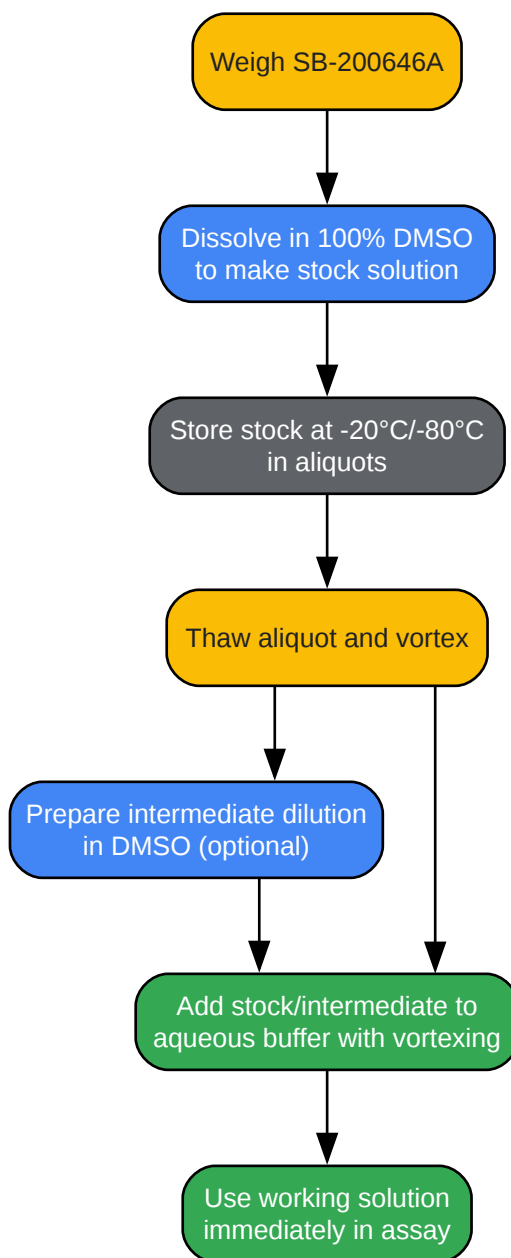 Weigh SB-200646A
Dissolve in 100% DMSO
to make stock solution
Store stock at -20°C/-80°C
in aliquots
Thaw aliquot and vortex
Prepare intermediate dilution
in DMSO (optional)
Add stock/intermediate to
aqueous buffer with vortexing
Use working solution
immediately in assay